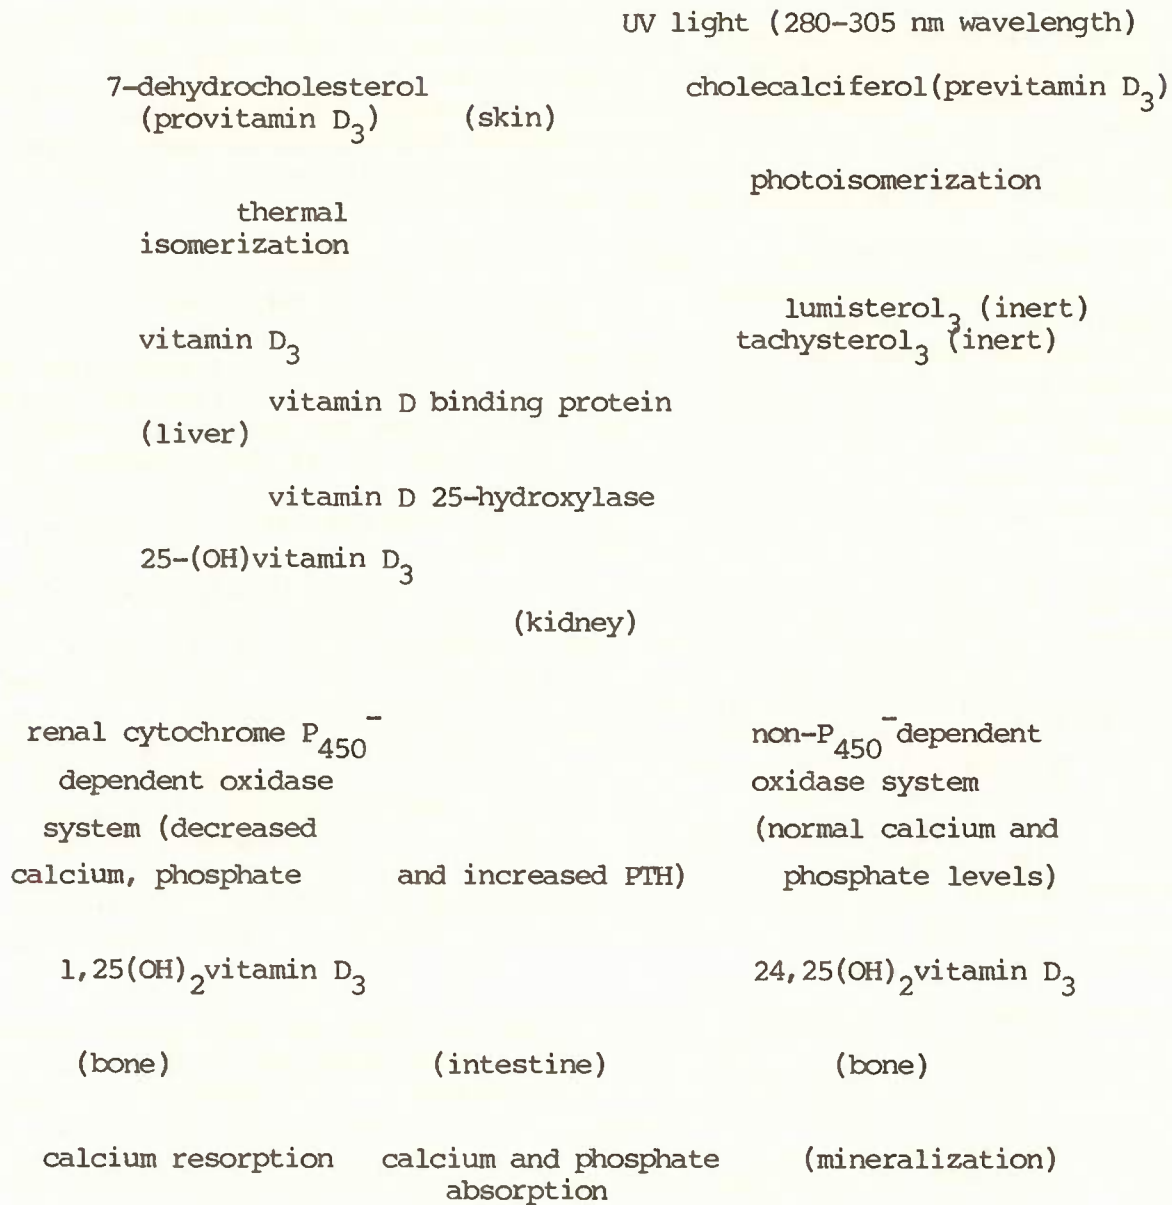 UV light (280-305 nm wavelength)
7-dehydrocholesterol cholecalciferol(previtamin D3)
(provitamin D3) (skin)
photoisomerization
thermal
isomerization
lumisterol3 (inert)
vitamin D3 tachysterol3 (inert)
vitamin D binding protein
(liver)
vitamin D 25-hydroxylase
25-(OH)vitamin D3
(kidney)
renal cytochrome P450- non-P450-dependent
dependent oxidase oxidase system
system (decreased (normal calcium and
calcium, phosphate and increased PTH) phosphate levels)
1,25(OH)2vitamin D3 24,25(OH)2vitamin D3
(bone) (intestine) (bone)
calcium resorption calcium and phosphate (mineralization)
absorption